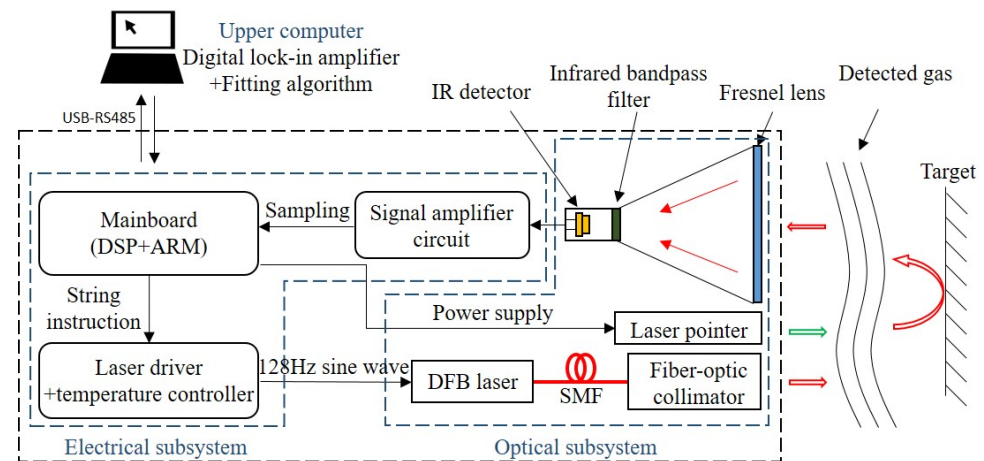 Upper computer
Digital lock-in amplifier
+Fitting algorithm
USB-RS485
IR detector
Infrared bandpass
filter
Fresnel lens
Detected gas
Target
Mainboard
(DSP+ARM)
Sampling
Signal amplifier
circuit
String
instruction
Power supply
Laser pointer
Laser driver
+temperature controller
128Hz sine wave
DFB laser
SMF
Fiber-optic
collimator
Electrical subsystem
Optical subsystem